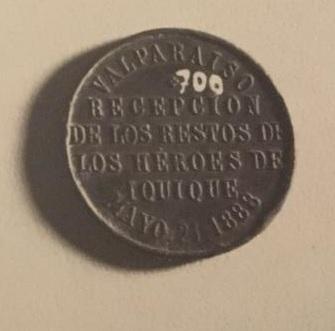 VALPARAISO
700
RECEPCION
DE LOS RESTOS DE
LOS HÉROES DE
IQUIQUE
MAYO 21 1888